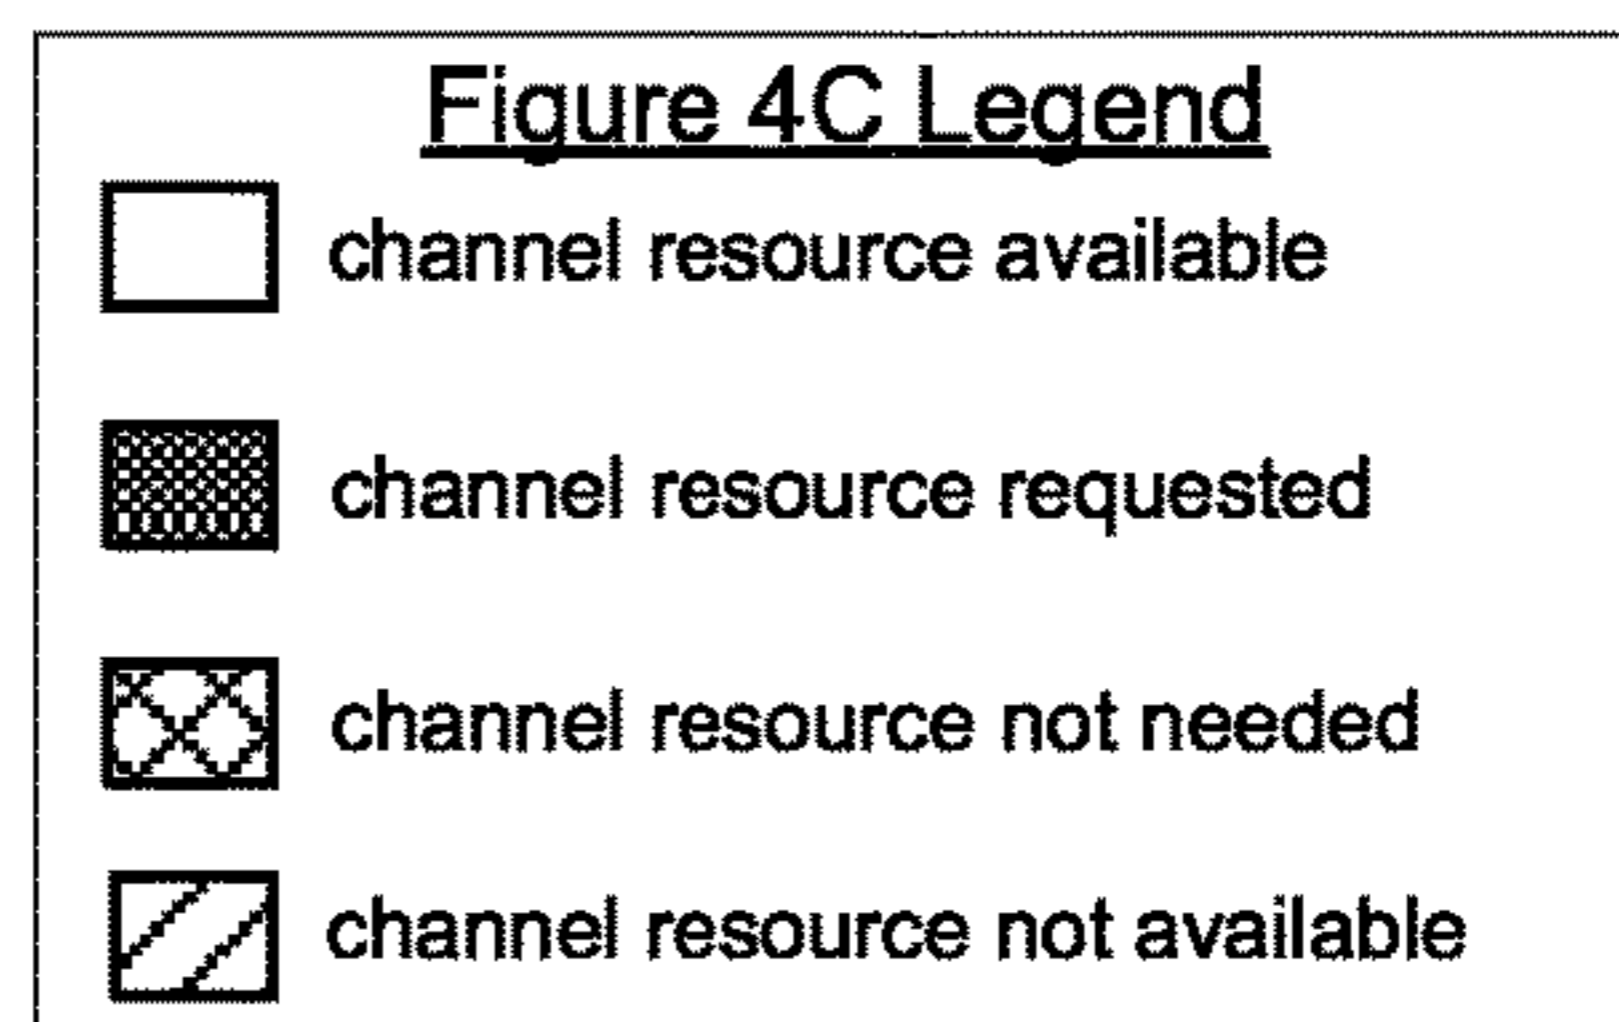 Figure 4C Legend
channel resource available
channel resource requested
channel resource not needed
channel resource not available